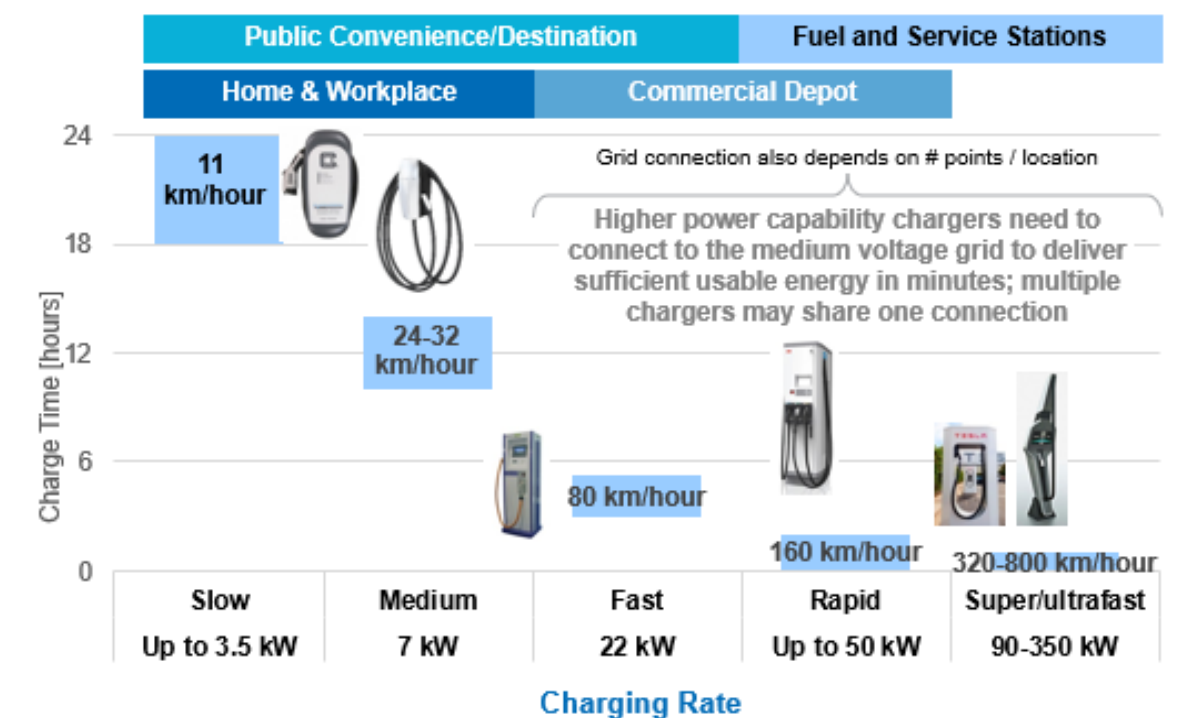 Public Convenience/Destination
Fuel and Service Stations
Home & Workplace
Commercial Depot
24
18
12
6
0
Charge Time [hours]
11
km/hour
24-32
km/hour
80 km/hour
160 km/hour
320-800 km/hour
Grid connection also depends on # points / location
Higher power capability chargers need to
connect to the medium voltage grid to deliver
sufficient usable energy in minutes; multiple
chargers may share one connection
TESLA
Slow
Medium
Fast
Rapid
Super/ultrafast
Up to 3.5 kW
7 kW
22 kW
Up to 50 kW
90-350 kW
Charging Rate